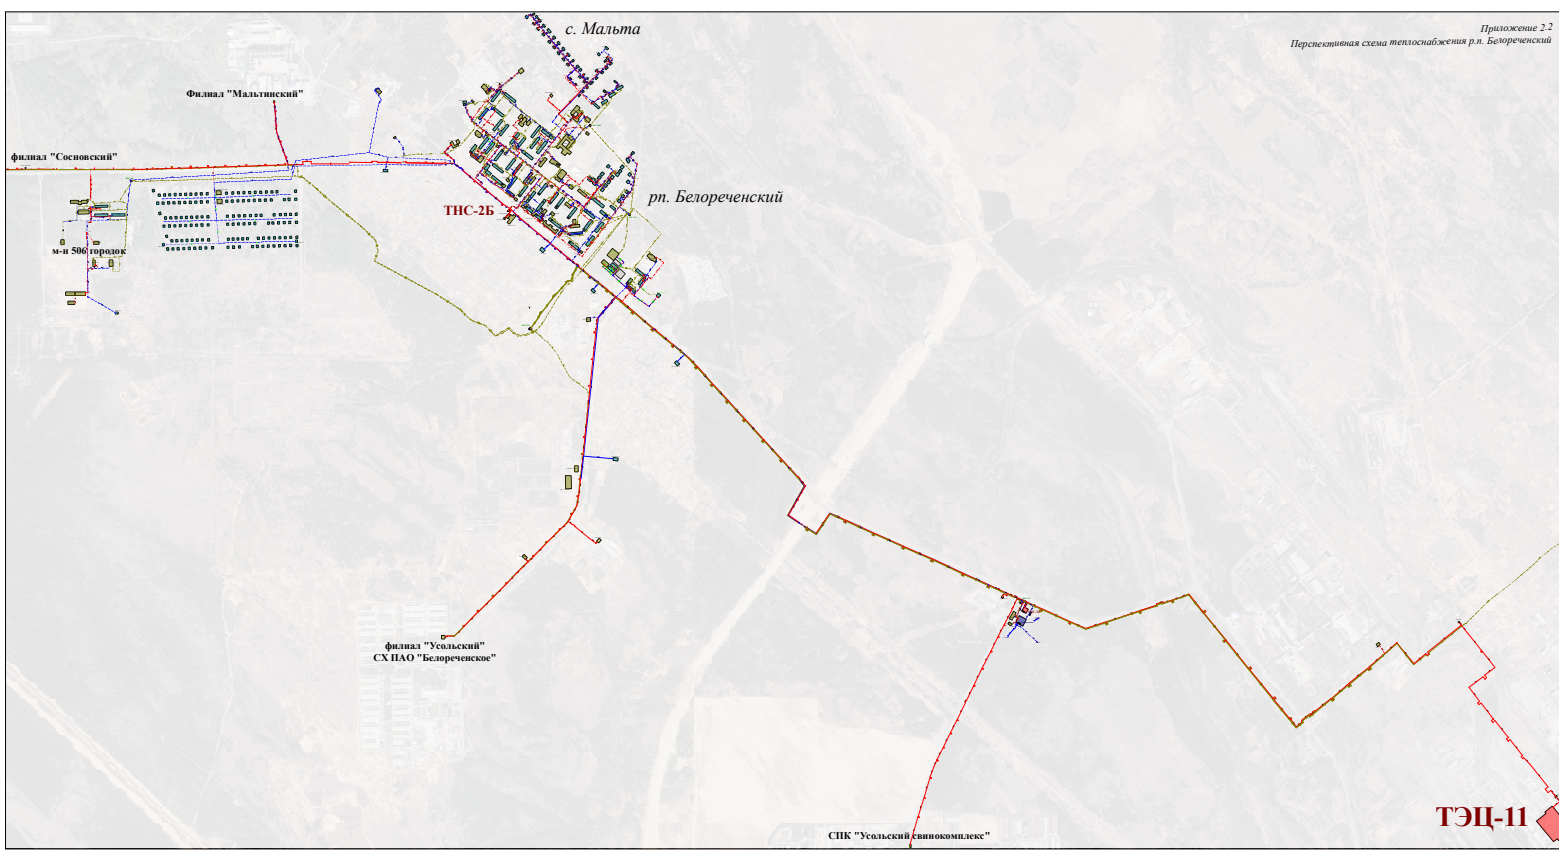 с. Мальта
Приложение 2.2
Перспективная схема теплоснабжения р.п. Белореченский
Филиал "Мальтинский"
филиал "Сосновский"
рп. Белореченский
ТНС-2Б
м-н 506 городок
филиал "Усольский"
СХ ПАО "Белореченское"
ТЭЦ-11
СПК "Усольский свинокомплекс"